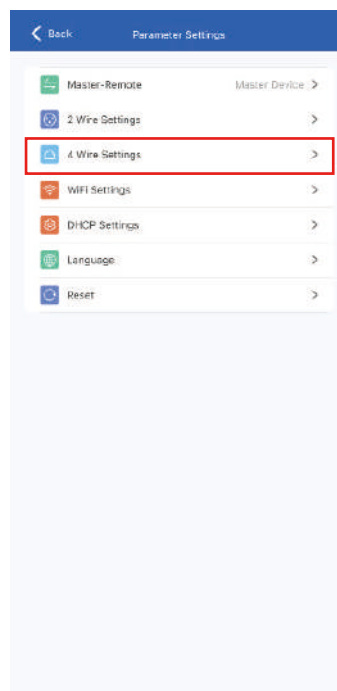 Back Parameter Settings
Master-Remote Master Device
2 Wire Settings
4 Wire Settings
WiFi Settings
DHCP Settings
Language
Reset